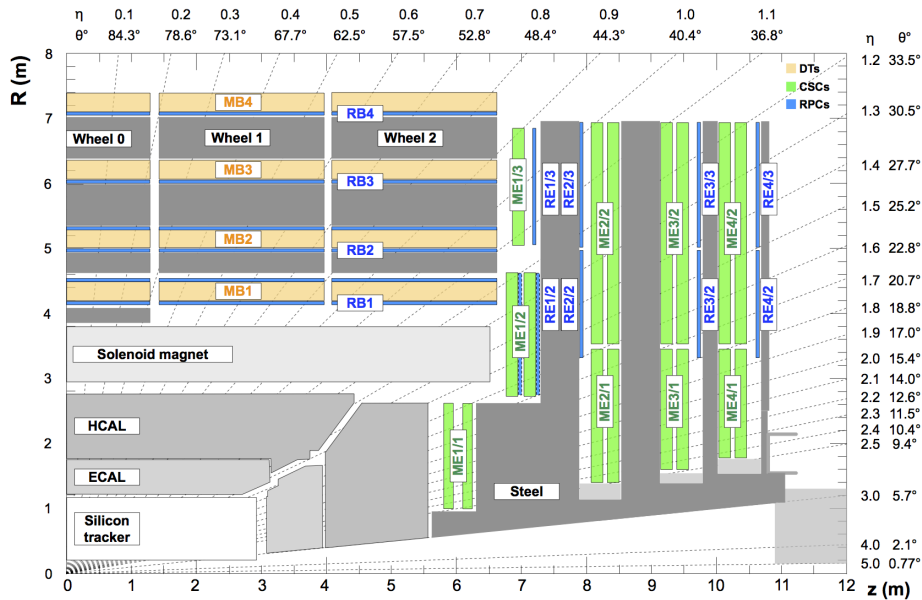 η 0.1 0.2 0.3 0.4 0.5 0.6 0.7 0.8 0.9 1.0 1.1 η θ°
θ° 84.3° 78.6° 73.1° 67.7° 62.5° 57.5° 52.8° 48.4° 44.3° 40.4° 36.8°
1.2 33.5°
1.3 30.5°
1.4 27.7°
1.5 25.2°
1.6 22.8°
1.7 20.7°
1.8 18.8°
1.9 17.0°
2.0 15.4°
2.1 14.0°
2.2 12.6°
2.3 11.5°
2.4 10.4°
2.5 9.4°
3.0 5.7°
4.0 2.1°
5.0 0.77°
R (m)
8
7
6
5
4
3
2
1
0
DTs
CSCs
RPCs
MB4
RB4
Wheel 0 Wheel 1 Wheel 2
MB3
RB3
MB2
RB2
MB1
RB1
Solenoid magnet
HCAL
ECAL
Silicon
tracker
Steel
ME1/3
RE1/3
RE2/3
ME2/2
ME3/2
RE3/3
ME4/2
RE4/3
ME1/2
RE1/2
RE2/2
RE3/2
RE4/2
ME1/1
ME2/1
ME3/1
ME4/1
0 1 2 3 4 5 6 7 8 9 10 11 12
z (m)